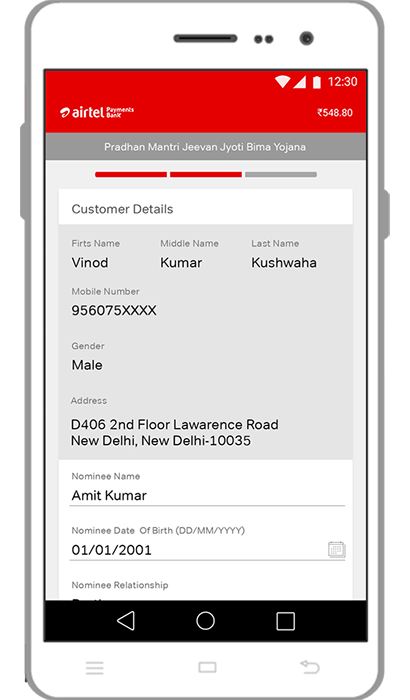 12:30
airtel Payments Bank
₹548.80
Pradhan Mantri Jeevan Jyoti Bima Yojana
Customer Details
Firts Name Middle Name Last Name
Vinod Kumar Kushwaha
Mobile Number
956075XXXX
Gender
Male
Address
D406 2nd Floor Lawarence Road
New Delhi, New Delhi-10035
Nominee Name
Amit Kumar
Nominee Date Of Birth (DD/MM/YYYY)
01/01/2001
Nominee Relationship